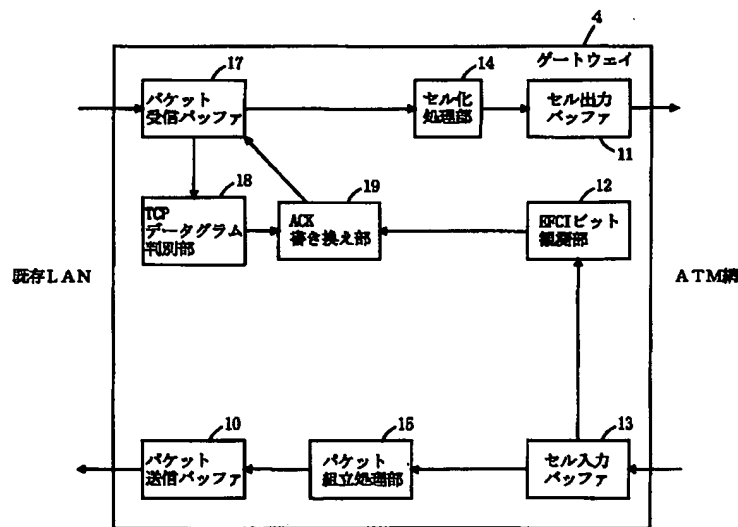 4
ゲートウェイ
17
パケット
受信バッファ
14
セル化
処理部
セル出力
バッファ
11
18
TCP
データグラム
判別部
19
ACK
書き換え部
12
EFCIビット
観測部
既存LAN
ATM網
10
パケット
送信バッファ
15
パケット
組立処理部
13
セル入力
バッファ